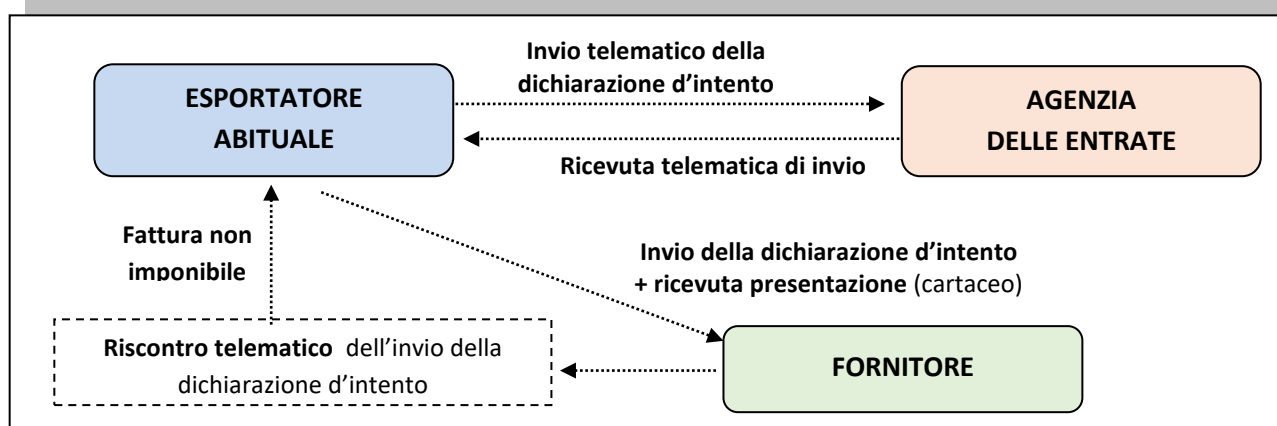 Invio telematico della
dichiarazione d’intento
ESPORTATORE
ABITUALE
AGENZIA
DELLE ENTRATE
Ricevuta telematica di invio
Fattura non
imponibile
Invio della dichiarazione d’intento
+ ricevuta presentazione (cartaceo)
Riscontro telematico dell’invio della
dichiarazione d’intento
FORNITORE